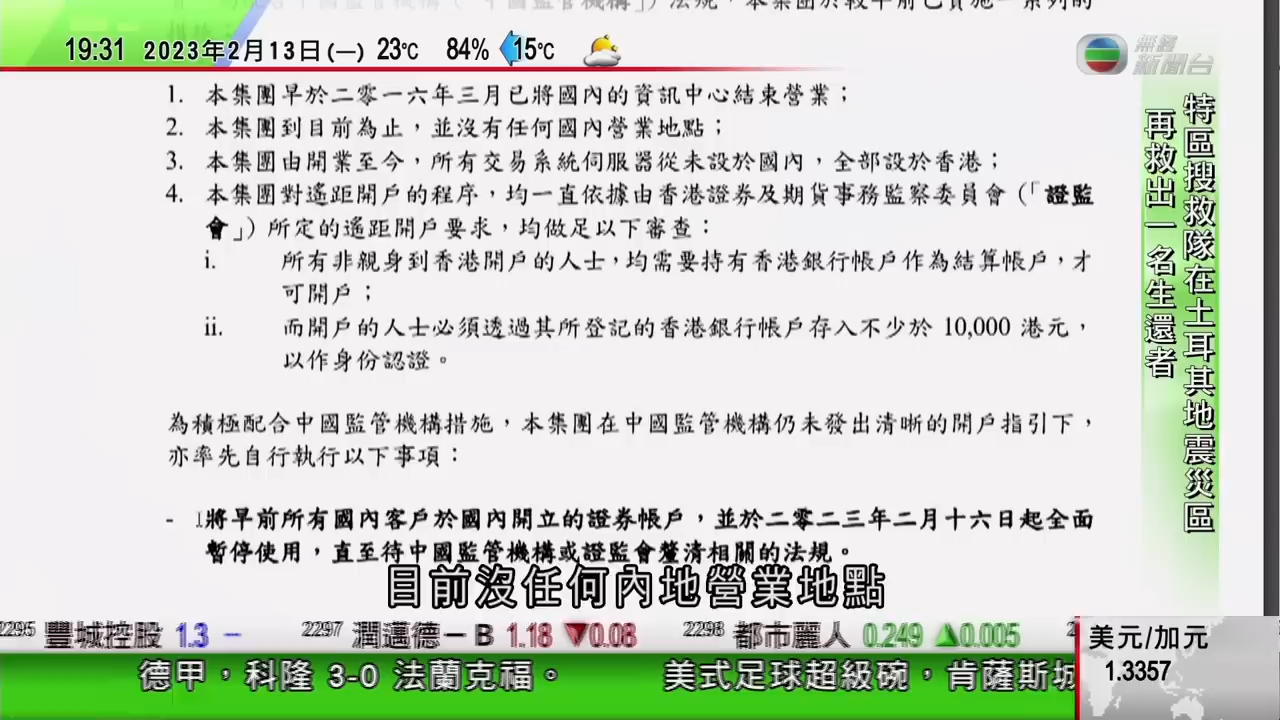 19:31 2023年2月13日(一) 23℃ 84% 15℃
無綫新聞台
1. 本集團早於二零一六年三月已將國內的資訊中心結束營業；
2. 本集團到目前為止，並沒有任何國內營業地點；
3. 本集團由開業至今，所有交易系統伺服器從未設於國內，全部設於香港；
4. 本集團對遙距開戶的程序，均一直依據由香港證券及期貨事務監察委員會（「證監
會」）所定的遙距開戶要求，均做足以下審查：
i. 所有非親身到香港開戶的人士，均需要持有香港銀行帳戶作為結算帳戶，才
可開戶；
ii. 而開戶的人士必須透過其所登記的香港銀行帳戶存入不少於 10,000 港元，
以作身份認證。
為積極配合中國監管機構措施，本集團在中國監管機構仍未發出清晰的開戶指引下，
亦率先自行執行以下事項：
- 將早前所有國內客戶於國內開立的證券帳戶，並於二零二三年二月十六日起全面
暫停使用，直至待中國監管機構或證監會釐清相關的法規。
特區搜救隊在土耳其地震災區
再救出一名生還者
目前沒任何內地營業地點
2295 豐城控股 1.3 – 2297 潤邁德－B 1.18 ▼0.08 2298 都市麗人 0.249 ▲0.005
美元/加元
1.3357
德甲，科隆 3-0 法蘭克福。 美式足球超級碗，肯薩斯城